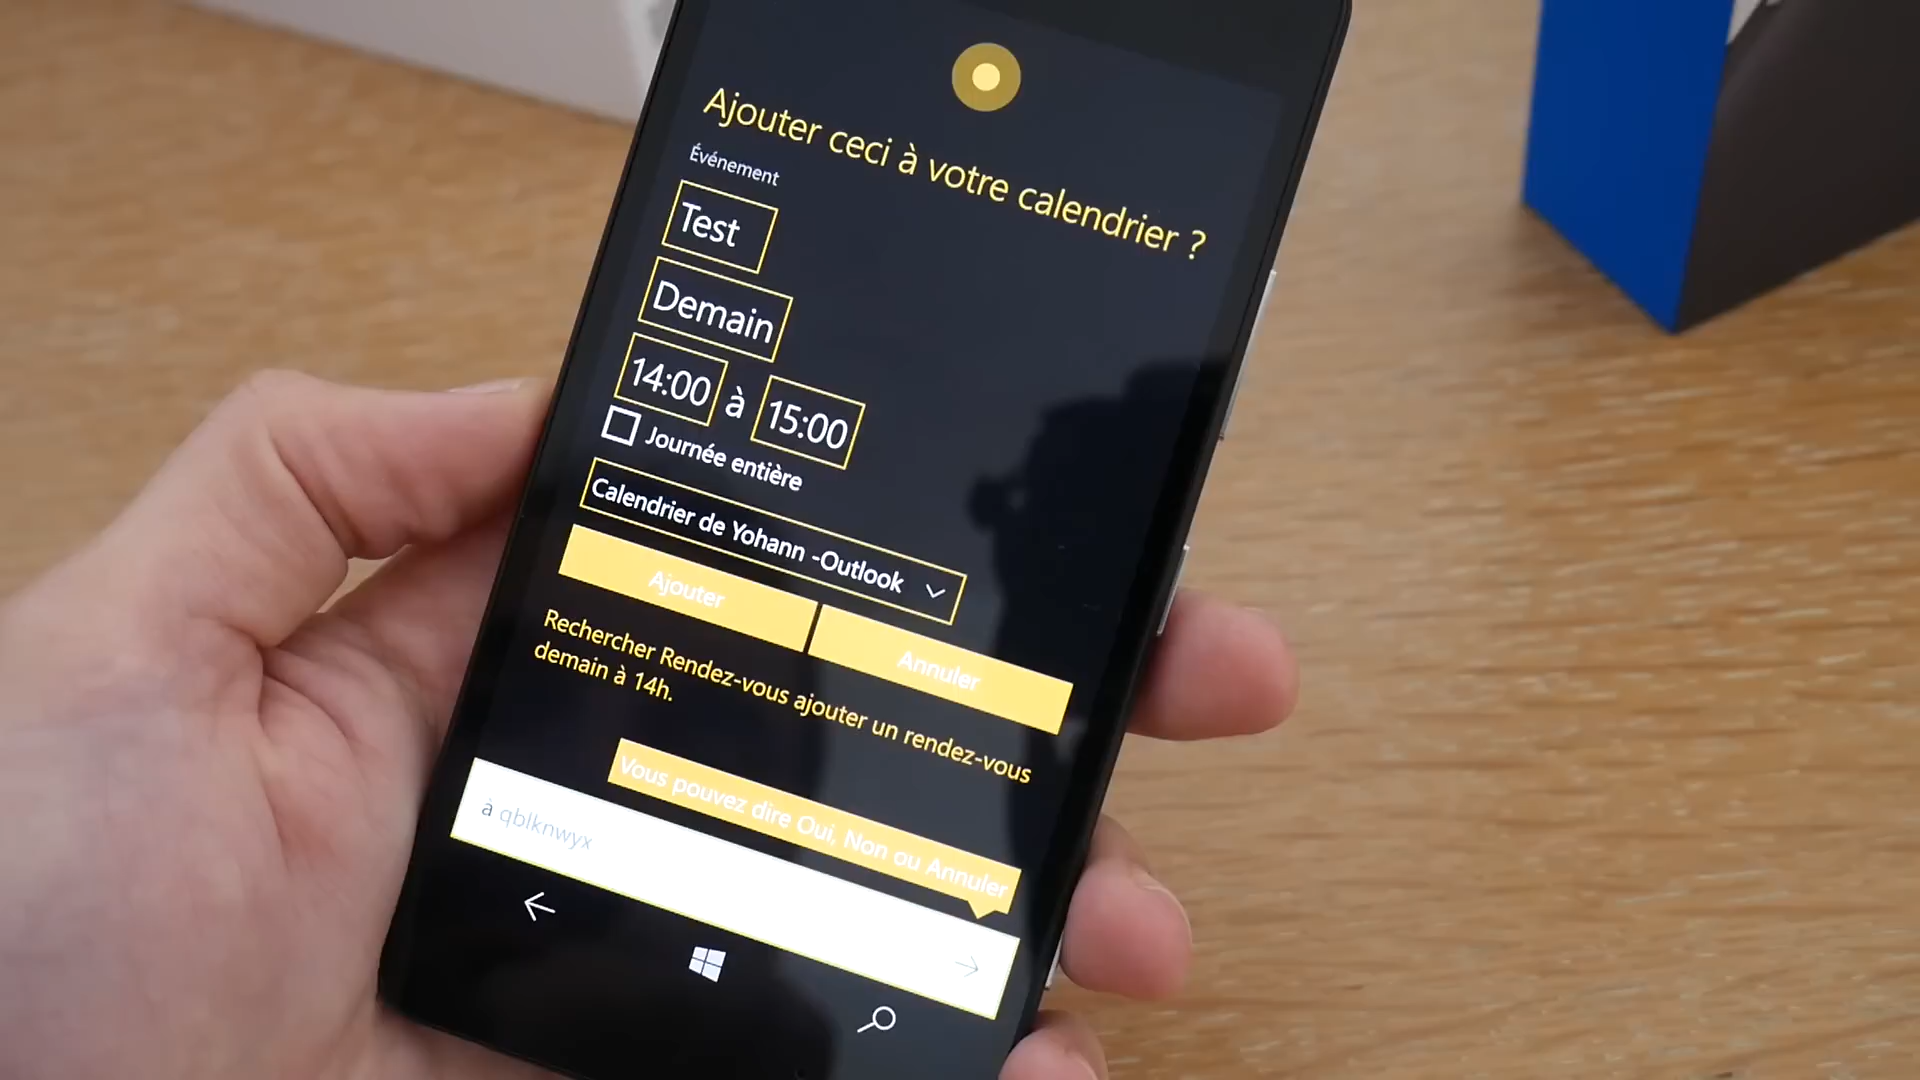 Ajouter ceci à votre calendrier ?
Événement
Test
Demain
14:00 à 15:00
Journée entière
Calendrier de Yohann -Outlook
Ajouter
Annuler
Rechercher Rendez-vous ajouter un rendez-vous
demain à 14h.
Vous pouvez dire Oui, Non ou Annuler
à qblknwyx